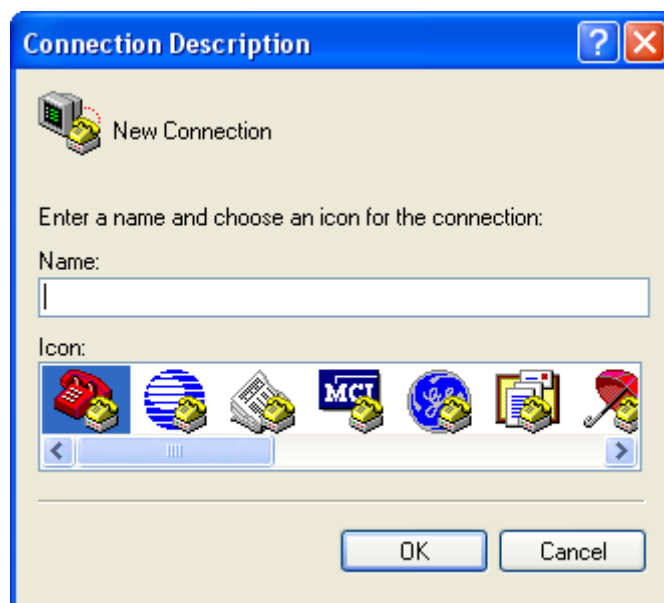 Connection Description
New Connection
Enter a name and choose an icon for the connection:
Name:
Icon:
MCI
OK Cancel